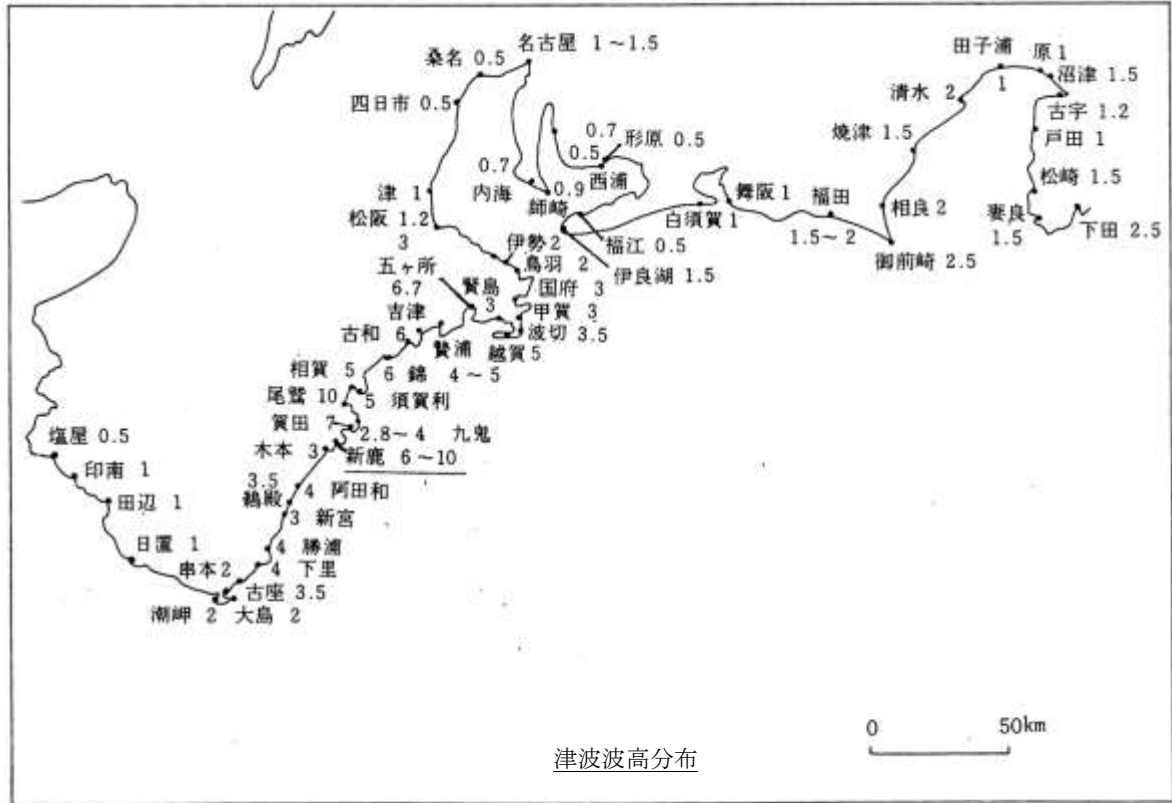 名古屋 1～1.5
桑名 0.5
四日市 0.5
津 1
松阪 1.2
3
伊勢 2
鳥羽 2
五ヶ所
6.7
賢島
3
国府 3
甲賀 3
波切 3.5
越賀 5
吉津
古和 6
贄浦
4～5
6 錦
相賀 5
尾鷲 10
5 須賀利
賀田 7
2.8～4 九鬼
木本 3
新鹿 6～10
3.5
鵜殿
4 阿田和
3 新宮
4 勝浦
4 下里
古座 3.5
串本 2
潮岬 2
大島 2
塩屋 0.5
印南 1
田辺 1
日置 1
0.7
内海
0.9
師崎
0.7
形原 0.5
0.5
西浦
福江 0.5
伊良湖 1.5
白須賀 1
舞阪 1
福田
1.5～2
御前崎 2.5
相良 2
焼津 1.5
清水 2
田子浦
1
原 1
沼津 1.5
古宇 1.2
戸田 1
松崎 1.5
妻良
1.5
下田 2.5
0 50km
津波波高分布